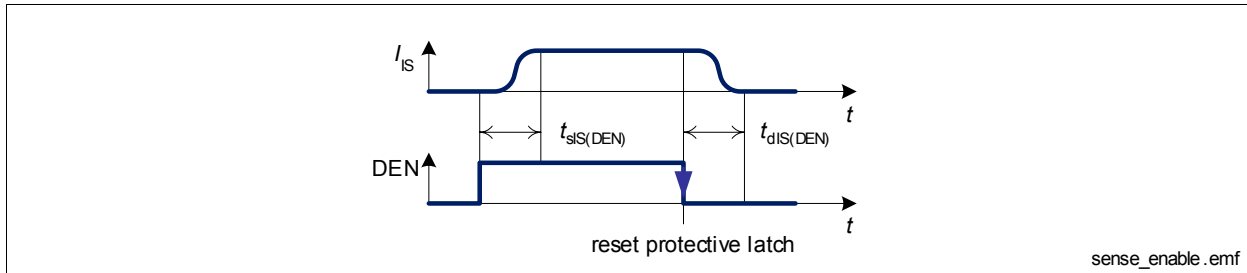 IIS
t
tsIS(DEN)
tdIS(DEN)
DEN
t
reset protective latch
sense_enable.emf